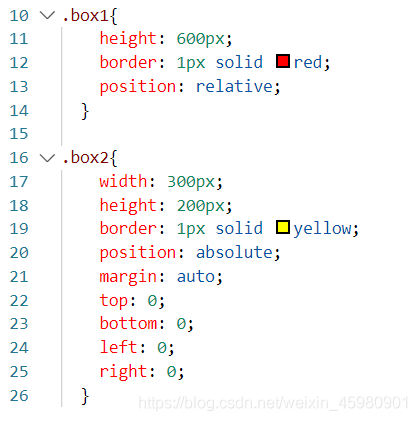 10 .box1{
11 height: 600px;
12 border: 1px solid red;
13 position: relative;
14 }
15
16 .box2{
17 width: 300px;
18 height: 200px;
19 border: 1px solid yellow;
20 position: absolute;
21 margin: auto;
22 top: 0;
23 bottom: 0;
24 left: 0;
25 right: 0;
26 }
https://blog.csdn.net/weixin_45980901